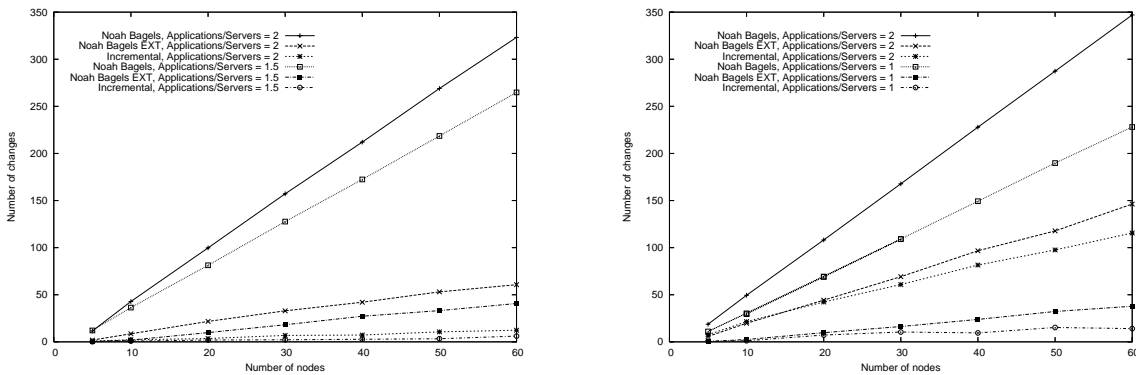 350
300
250
200
150
100
50
0
Number of changes
Noah Bagels, Applications/Servers = 2
Noah Bagels EXT, Applications/Servers = 2
Incremental, Applications/Servers = 2
Noah Bagels, Applications/Servers = 1.5
Noah Bagels EXT, Applications/Servers = 1.5
Incremental, Applications/Servers = 1.5
0 10 20 30 40 50 60
Number of nodes
350
300
250
200
150
100
50
0
Number of changes
Noah Bagels, Applications/Servers = 2
Noah Bagels EXT, Applications/Servers = 2
Incremental, Applications/Servers = 2
Noah Bagels, Applications/Servers = 1
Noah Bagels EXT, Applications/Servers = 1
Incremental, Applications/Servers = 1
0 10 20 30 40 50 60
Number of nodes